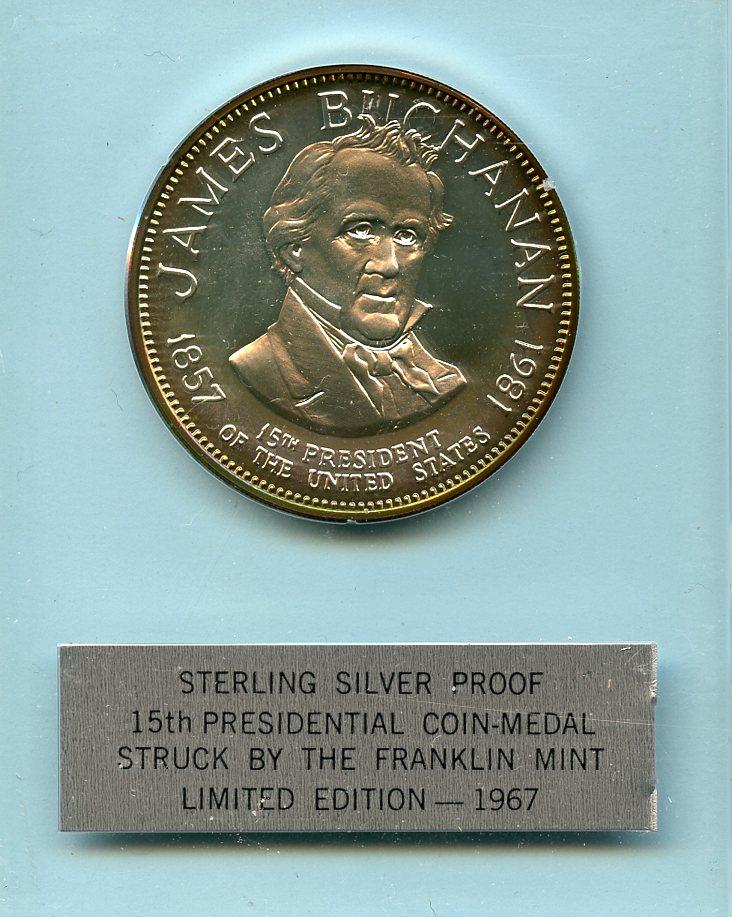 JAMES BUCHANAN
1857 1861
15TH PRESIDENT
OF THE UNITED STATES
STERLING SILVER PROOF
15th PRESIDENTIAL COIN-MEDAL
STRUCK BY THE FRANKLIN MINT
LIMITED EDITION — 1967